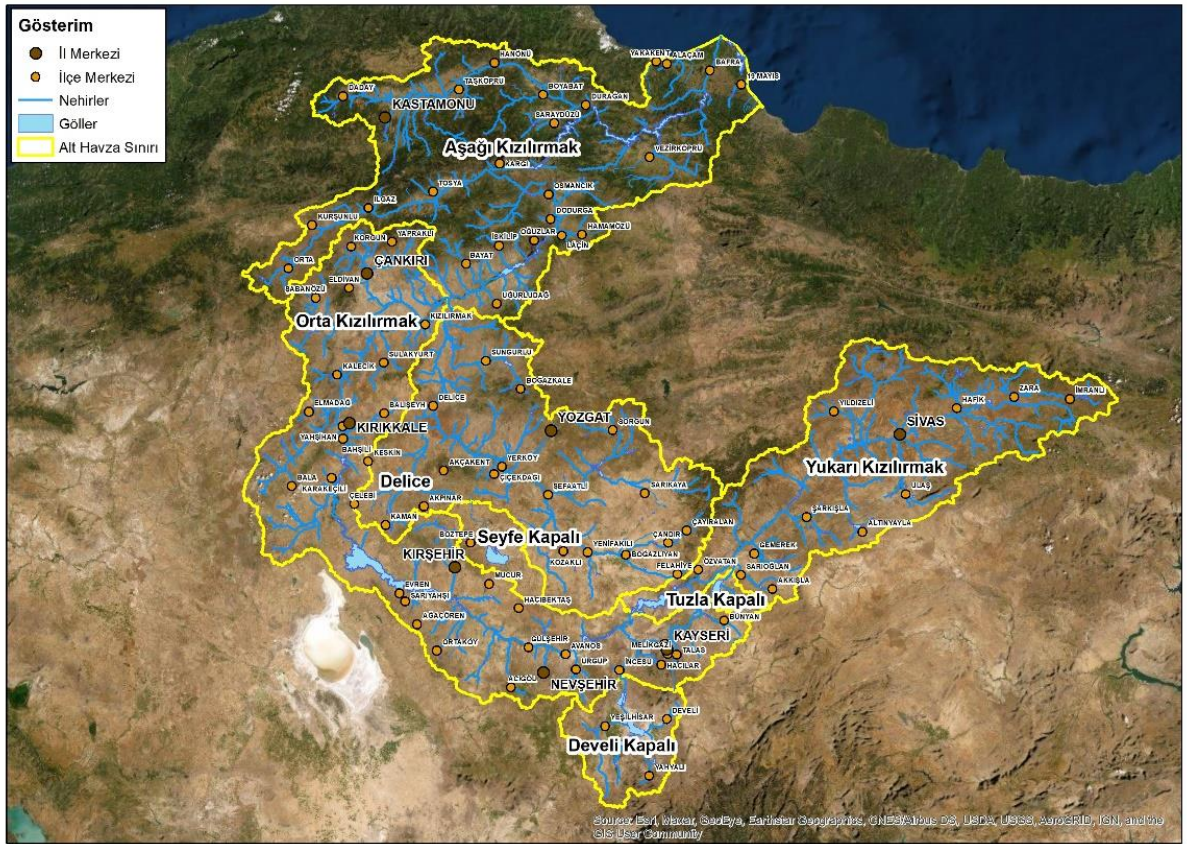 Gösterim
İl Merkezi
İlçe Merkezi
Nehirler
Göller
Alt Havza Sınırı
HANÖNÜ
YAKAKENT
ALAÇAM
BAFRA
19 MAYIS
DADAY
TAŞKÖPRÜ
BOYABAT
DURAĞAN
KASTAMONU
SARAYDÜZÜ
Aşağı Kızılırmak
VEZİRKÖPRÜ
KARGI
TOSYA
OSMANCIK
ILGAZ
DODURGA
KURŞUNLU
HAMAMÖZÜ
OĞUZLAR
LAÇİN
KORGUN
YAPRAKLI
İSKİLİP
BAYAT
ORTA
ÇANKIRI
ELDİVAN
ŞABANÖZÜ
UĞURLUDAĞ
Orta Kızılırmak
KIZILIRMAK
SUNGURLU
SULAKYURT
KALECİK
BOĞAZKALE
YILDIZELİ
ZARA
İMRANLI
HAFİK
ELMADAĞ
BALIŞEYH
DELİCE
KIRIKKALE
YOZGAT
SORGUN
SİVAS
YAHŞİHAN
BAHŞİLİ
KESKİN
AKÇAKENT
YERKÖY
ÇİÇEKDAĞI
Yukarı Kızılırmak
BALA
KARAKEÇİLİ
Delice
ŞEFAATLİ
SARIKAYA
ULAŞ
ÇELEBİ
AKPINAR
ŞARKIŞLA
KAMAN
ALTINYAYLA
ÇAYIRALAN
BOZTEPE
Seyfe Kapalı
ÇANDIR
KIRŞEHİR
KOZAKLI
YENİFAKILI
BOĞAZLIYAN
GEMEREK
FELAHİYE
ÖZVATAN
SARIOĞLAN
MUCUR
AKKIŞLA
EVREN
SARIYAHŞİ
Tuzla Kapalı
HACIBEKTAŞ
AĞAÇÖREN
BÜNYAN
KAYSERİ
ORTAKÖY
GÜLŞEHİR
AVANOS
MELİKGAZİ
TALAS
ÜRGÜP
İNCESU
HACILAR
ACIGÖL
NEVŞEHİR
YEŞİLHİSAR
DEVELİ
Develi Kapalı
YAHYALI
Source: Esri, Maxar, GeoEye, Earthstar Geographics, CNES/Airbus DS, USDA, USGS, AeroGRID, IGN, and the
GIS User Community